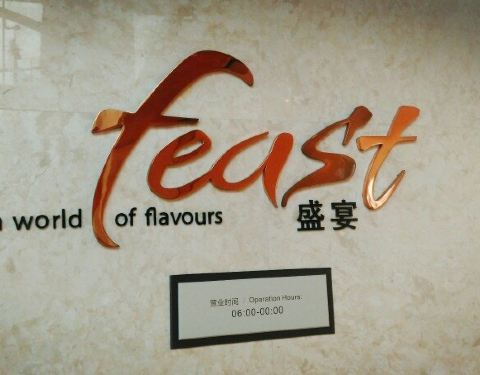 feast
world of flavours
盛宴
营业时间 / Operation Hours:
06:00-00:00